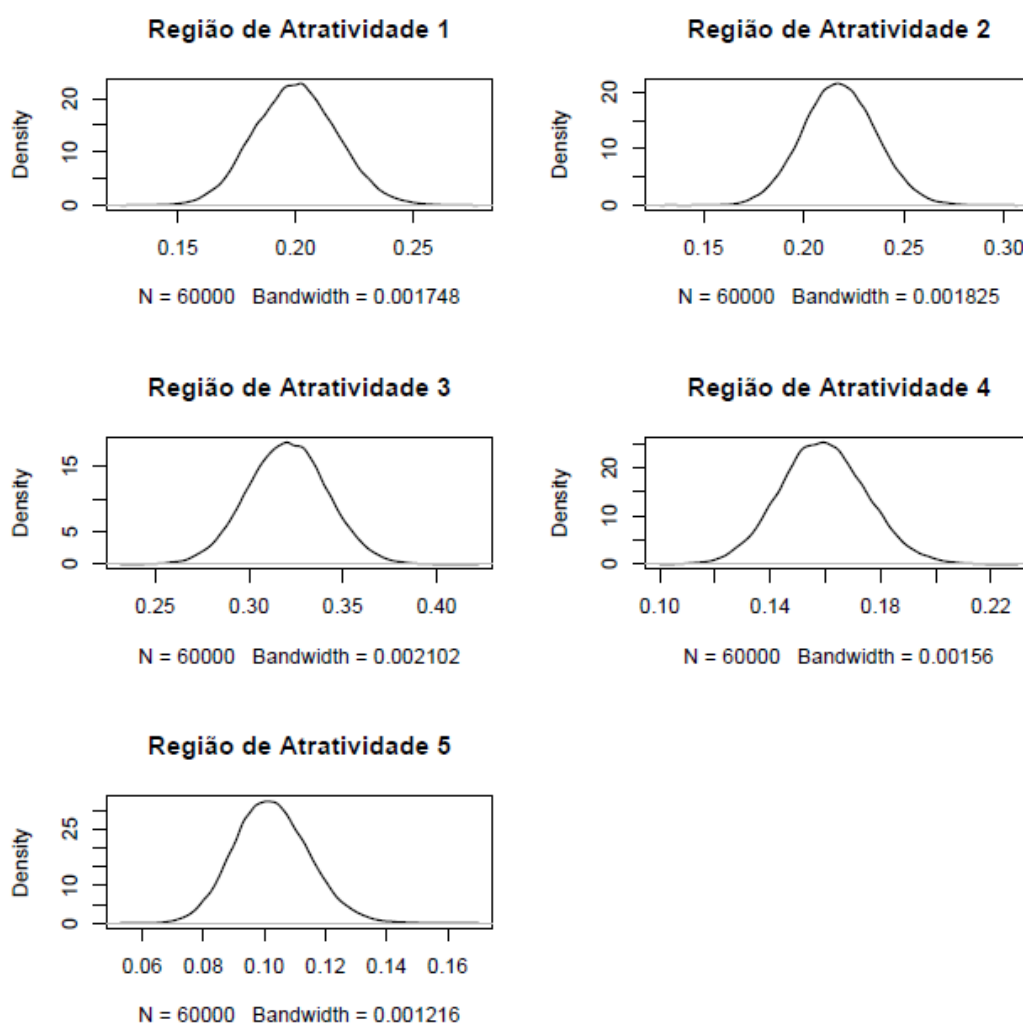 Região de Atratividade 1
Density
0 10 20
0.15 0.20 0.25
N = 60000 Bandwidth = 0.001748
Região de Atratividade 2
Density
0 10 20
0.15 0.20 0.25 0.30
N = 60000 Bandwidth = 0.001825
Região de Atratividade 3
Density
0 5 15
0.25 0.30 0.35 0.40
N = 60000 Bandwidth = 0.002102
Região de Atratividade 4
Density
0 10 20
0.10 0.14 0.18 0.22
N = 60000 Bandwidth = 0.00156
Região de Atratividade 5
Density
0 10 25
0.06 0.08 0.10 0.12 0.14 0.16
N = 60000 Bandwidth = 0.001216